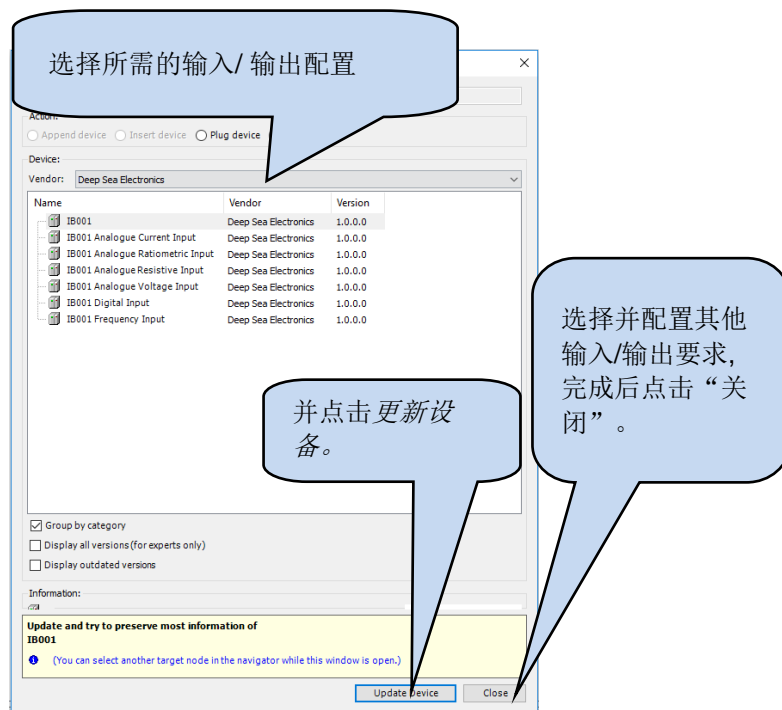 选择所需的输入/ 输出配置
Action:
Append device Insert device Plug device
Device:
Vendor: Deep Sea Electronics
Name Vendor Version
IB001 Deep Sea Electronics 1.0.0.0
IB001 Analogue Current Input Deep Sea Electronics 1.0.0.0
IB001 Analogue Ratiometric Input Deep Sea Electronics 1.0.0.0
IB001 Analogue Resistive Input Deep Sea Electronics 1.0.0.0
IB001 Analogue Voltage Input Deep Sea Electronics 1.0.0.0
IB001 Digital Input Deep Sea Electronics 1.0.0.0
IB001 Frequency Input Deep Sea Electronics 1.0.0.0
选择并配置其他
输入/输出要求,
完成后点击“关
闭”。
并点击更新设
备。
Group by category
Display all versions (for experts only)
Display outdated versions
Information:
Update and try to preserve most information of
IB001
(You can select another target node in the navigator while this window is open.)
Update Device Close